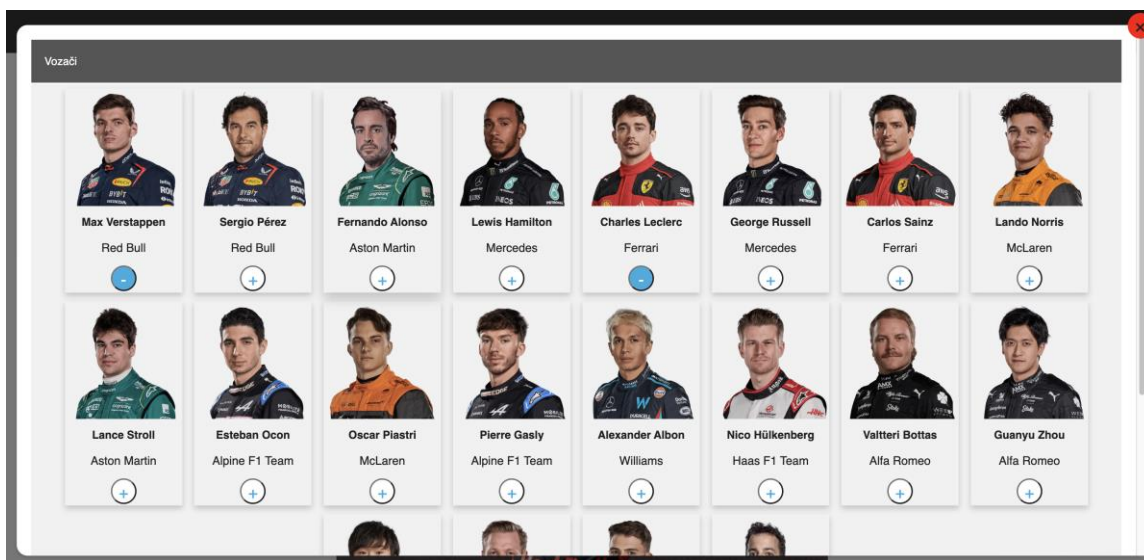 ×
Vozači
Max Verstappen
Red Bull
-
Sergio Pérez
Red Bull
+
Fernando Alonso
Aston Martin
+
Lewis Hamilton
Mercedes
+
Charles Leclerc
Ferrari
-
George Russell
Mercedes
+
Carlos Sainz
Ferrari
+
Lando Norris
McLaren
+
Lance Stroll
Aston Martin
+
Esteban Ocon
Alpine F1 Team
+
Oscar Piastri
McLaren
+
Pierre Gasly
Alpine F1 Team
+
Alexander Albon
Williams
+
Nico Hülkenberg
Haas F1 Team
+
Valtteri Bottas
Alfa Romeo
+
Guanyu Zhou
Alfa Romeo
+